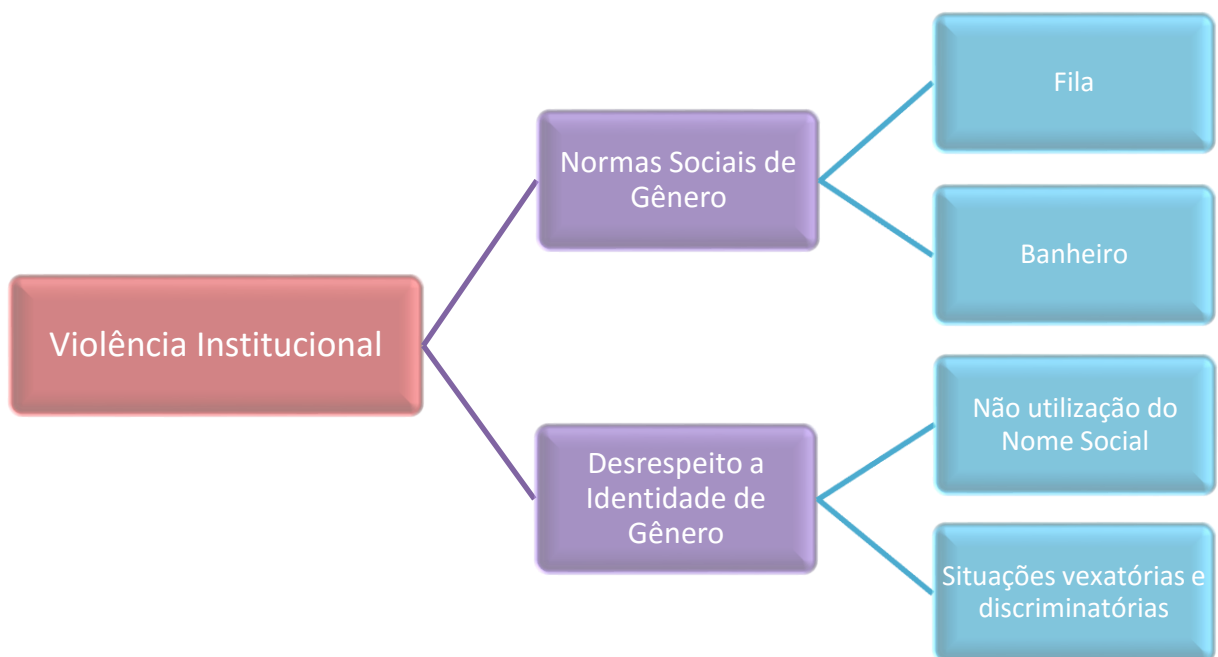 Violência Institucional
Normas Sociais de
Gênero
Fila
Banheiro
Desrespeito a
Identidade de
Gênero
Não utilização do
Nome Social
Situações vexatórias e
discriminatórias